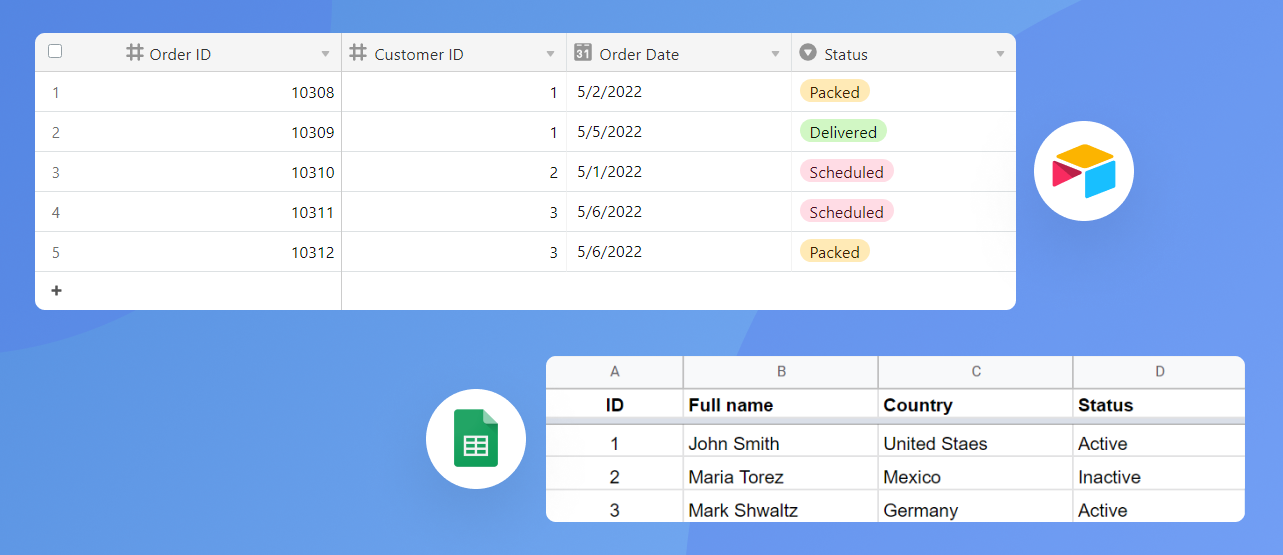 Order ID Customer ID 31 Order Date Status
1 10308 1 5/2/2022 Packed
2 10309 1 5/5/2022 Delivered
3 10310 2 5/1/2022 Scheduled
4 10311 3 5/6/2022 Scheduled
5 10312 3 5/6/2022 Packed
+
A B C D
ID Full name Country Status
1 John Smith United Staes Active
2 Maria Torez Mexico Inactive
3 Mark Shwaltz Germany Active